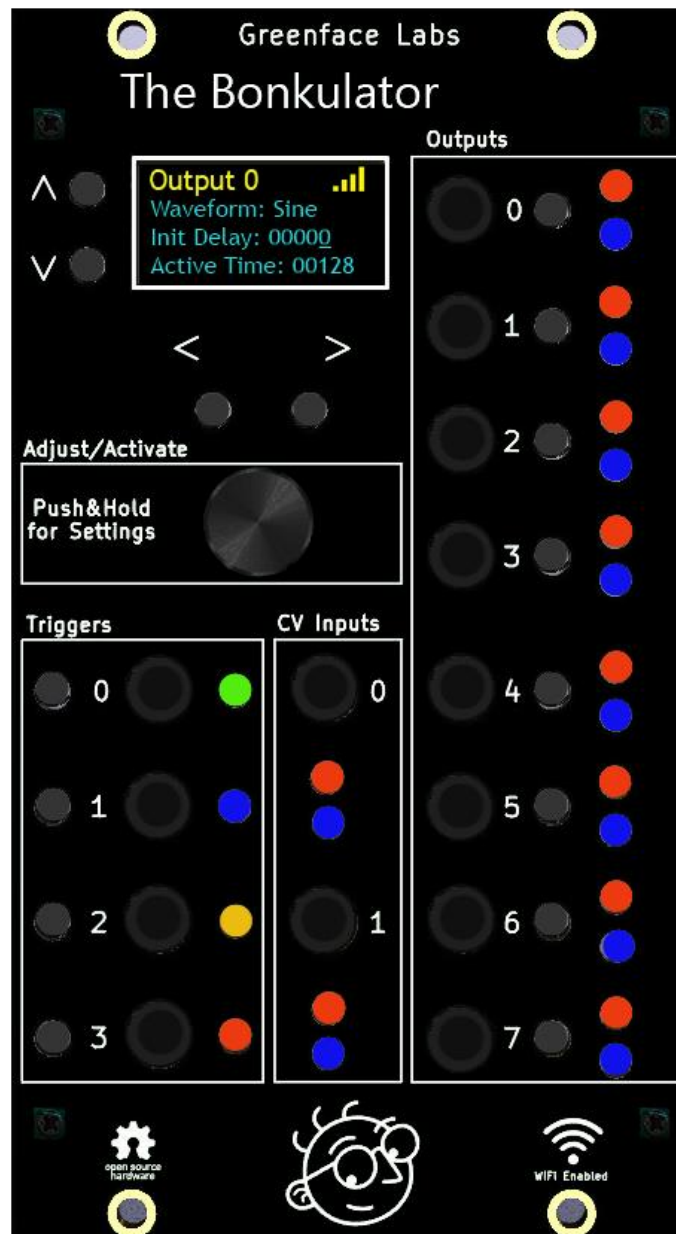 Greenface Labs
The Bonkulator
Outputs
Output 0
Waveform: Sine
Init Delay: 00000
Active Time: 00128
Λ
V
< >
Adjust/Activate
Push&Hold
for Settings
Triggers
0
1
2
3
CV Inputs
0
1
0
1
2
3
4
5
6
7
open source
hardware
WiFi Enabled